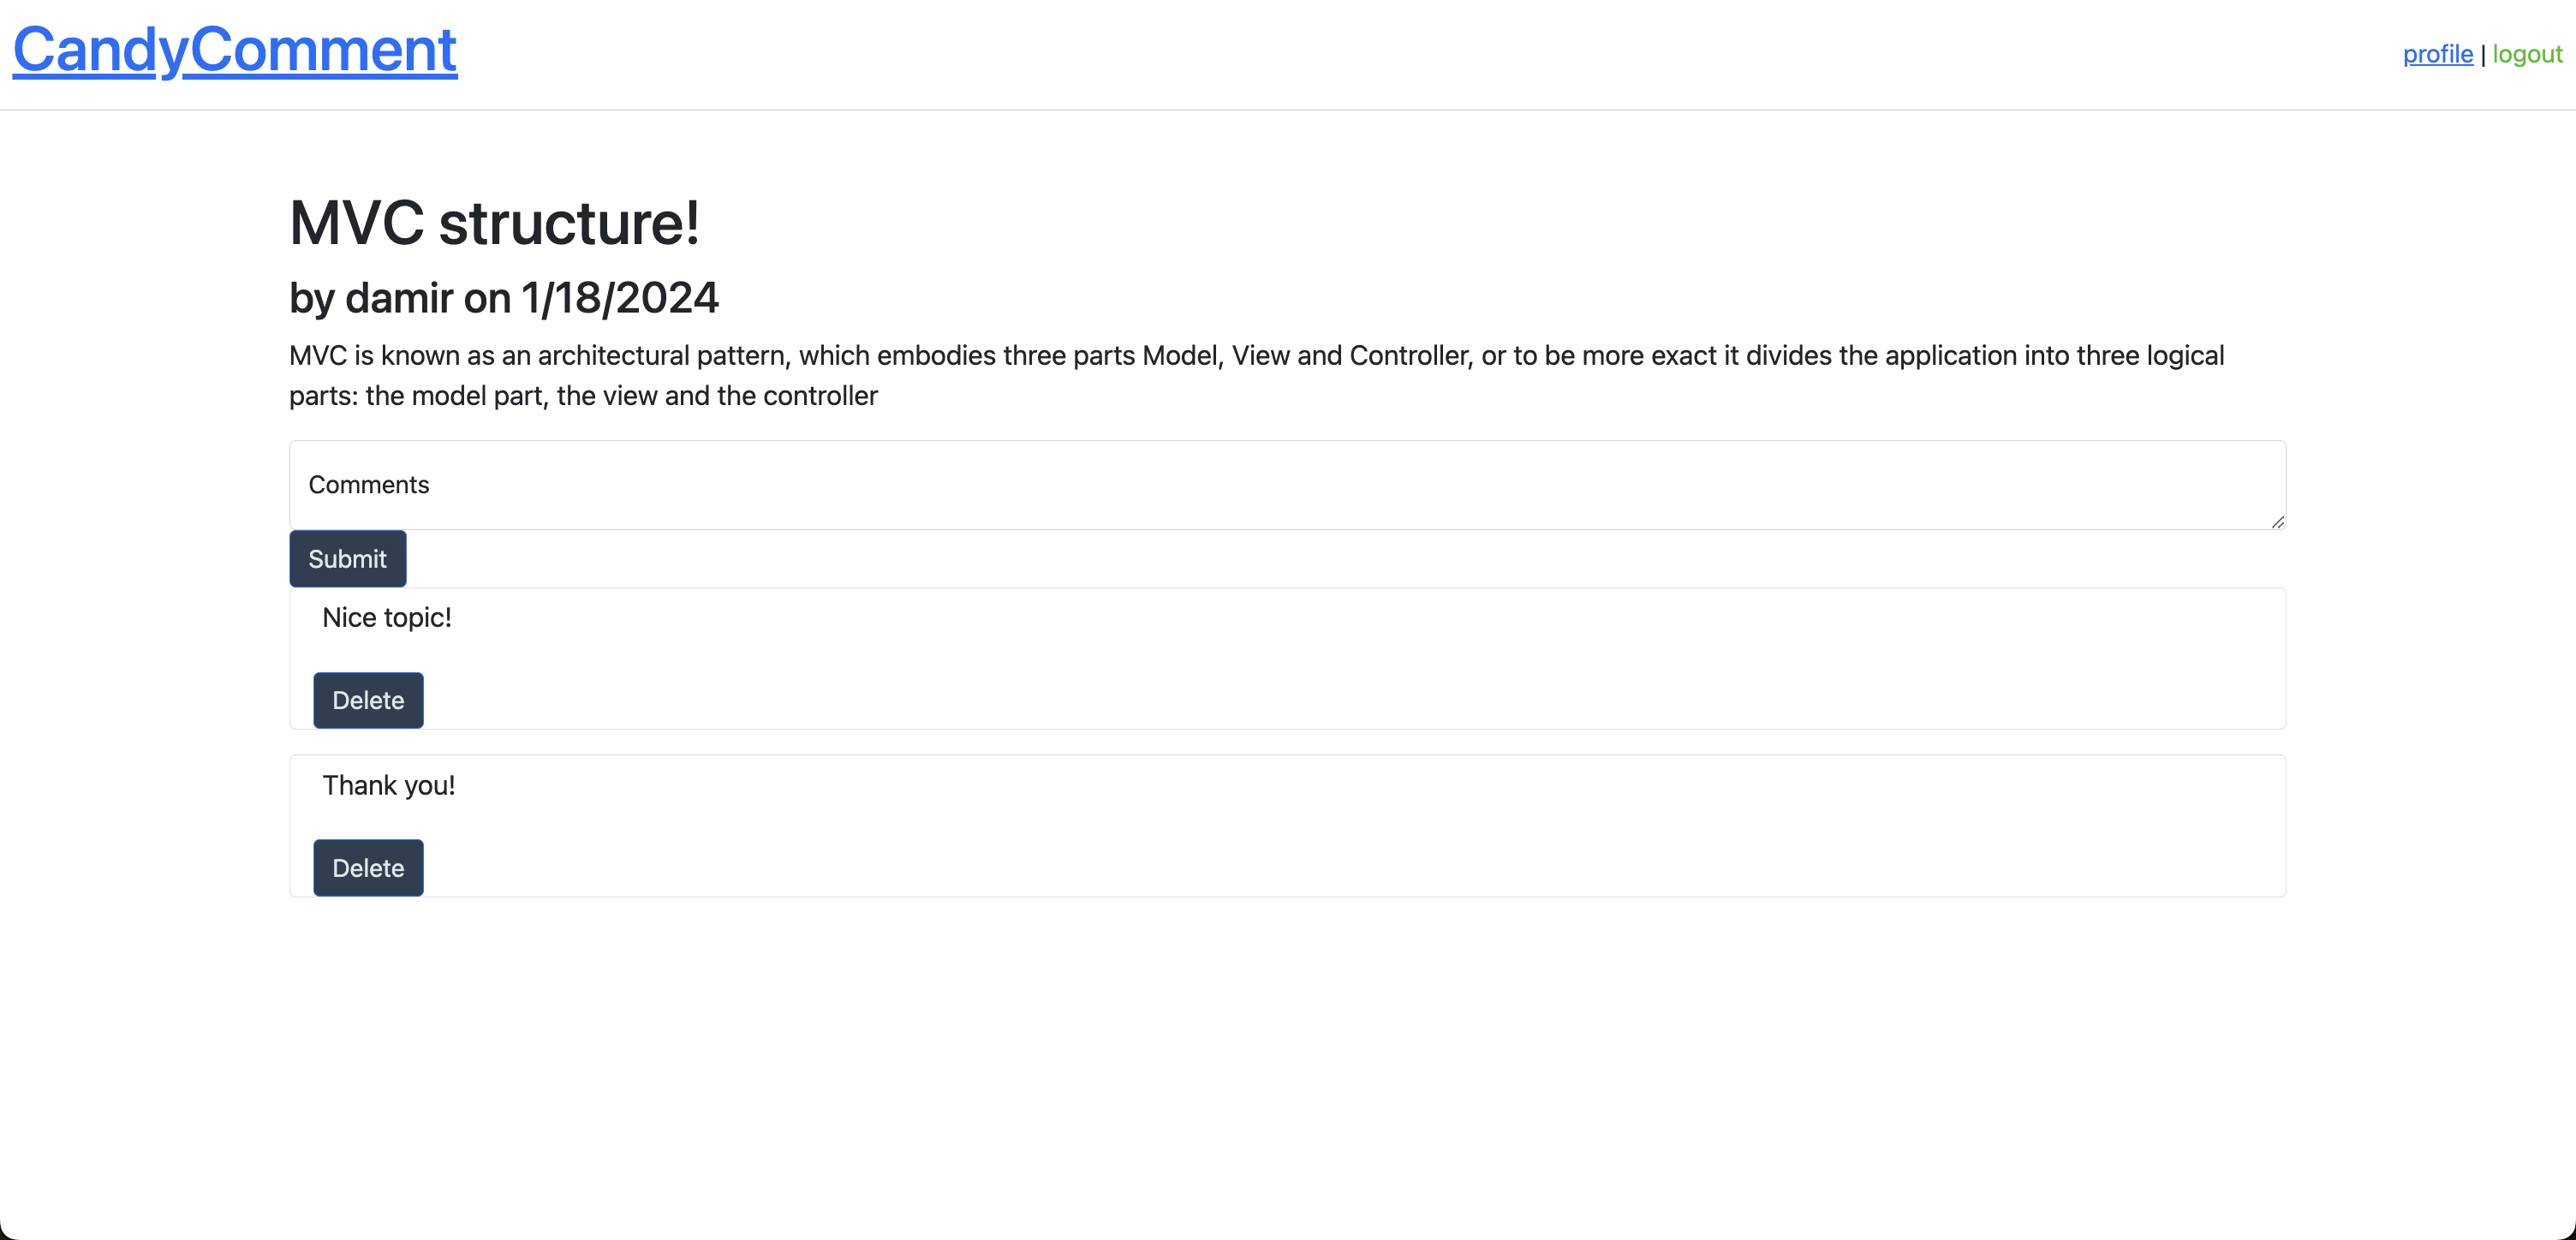 CandyComment
profile | logout
MVC structure!
by damir on 1/18/2024
MVC is known as an architectural pattern, which embodies three parts Model, View and Controller, or to be more exact it divides the application into three logical
parts: the model part, the view and the controller
Comments
Submit
Nice topic!
Delete
Thank you!
Delete